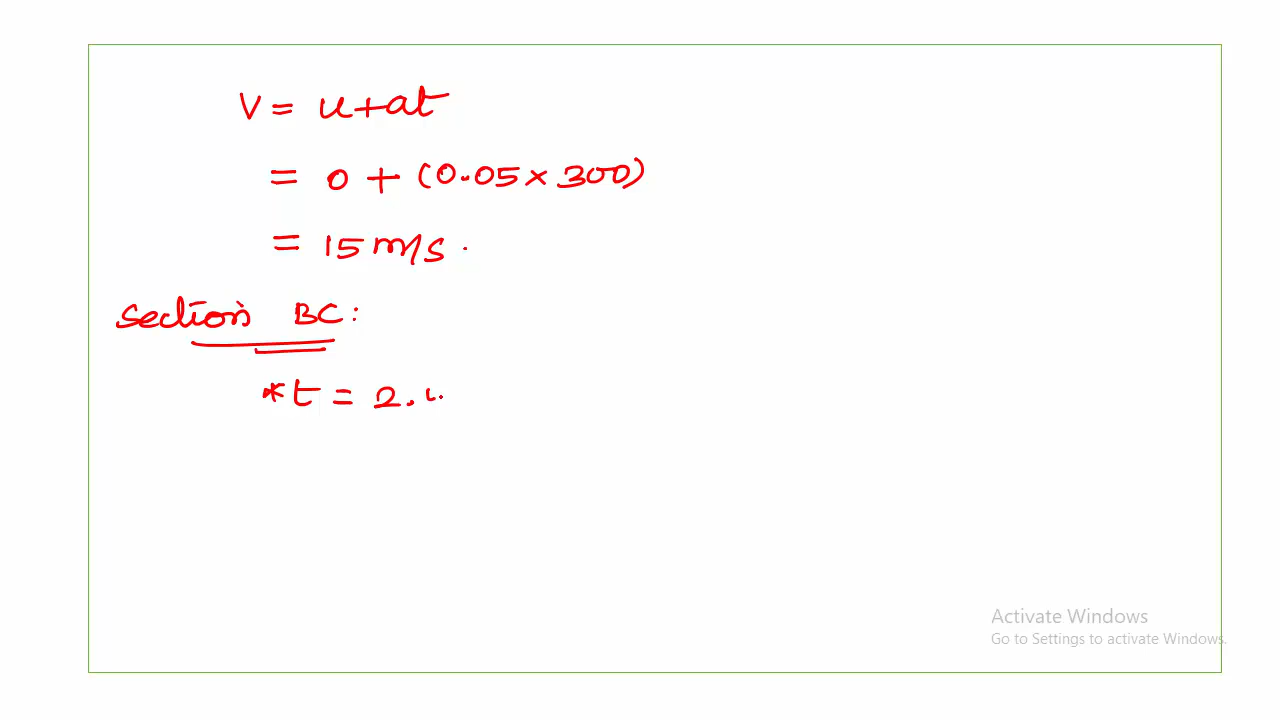 V = u+at
= 0 + (0.05 × 300)
= 15 m/s .
Section BC:
*t = 2.
Activate Windows
Go to Settings to activate Windows.